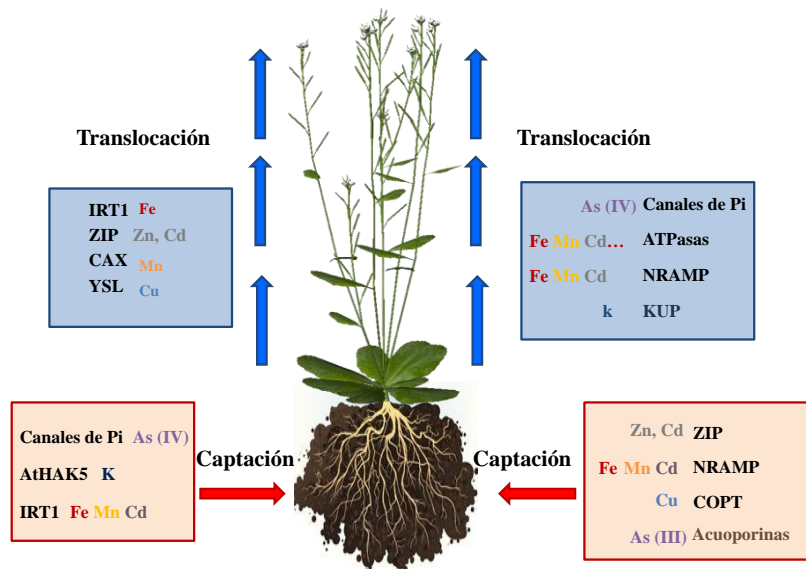 Translocación
IRT1 Fe
ZIP Zn, Cd
CAX Mn
YSL Cu
Translocación
As (IV) Canales de Pi
Fe Mn Cd... ATPasas
Fe Mn Cd NRAMP
k KUP
Canales de Pi As (IV)
AtHAK5 K
IRT1 Fe Mn Cd
Captación
Captación
Zn, Cd ZIP
Fe Mn Cd NRAMP
Cu COPT
As (III) Acuoporinas